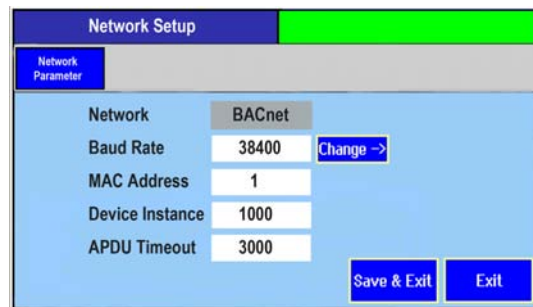 Network Setup
Network
Parameter
Network BACnet
Baud Rate 38400 Change ->
MAC Address 1
Device Instance 1000
APDU Timeout 3000
Save & Exit Exit